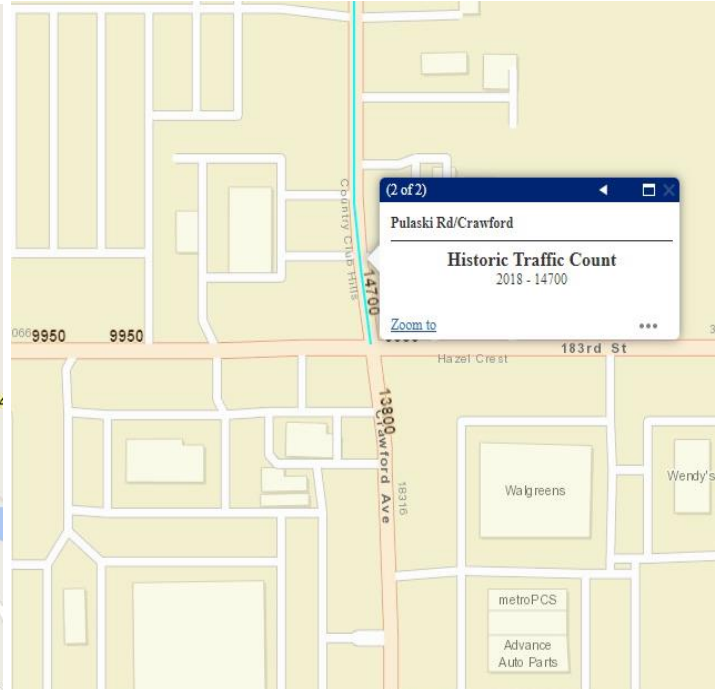 (2 of 2)
Pulaski Rd/Crawford
Historic Traffic Count
2018 - 14700
Zoom to
Country Club Hills
14700
9950
9950
183rd St
Hazel Crest
13800
Crawford Ave
18316
Walgreens
Wendy's
metroPCS
Advance
Auto Parts